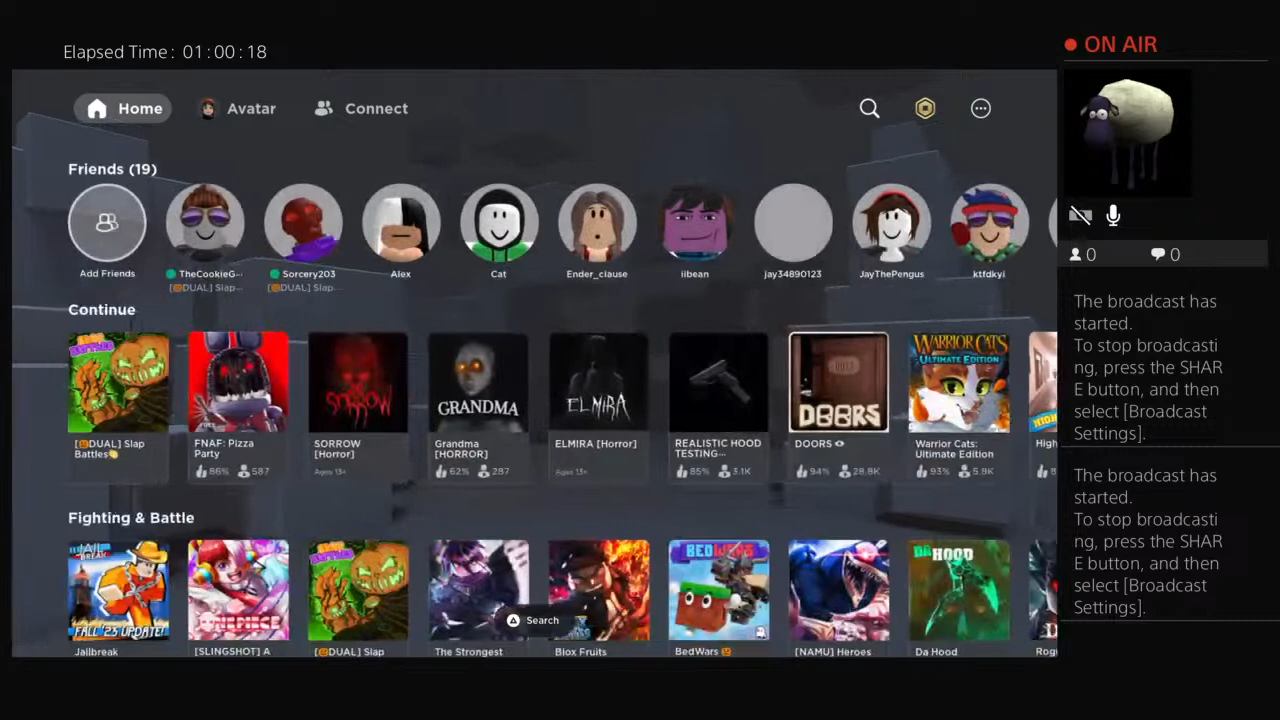 Elapsed Time: 01:00:18
ON AIR
Home
Avatar
Connect
Friends (19)
Add Friends
TheCookieG--
[🎃DUAL] Slap--
Sorcery203
[🎃DUAL] Slap--
Alex
Cat
Ender_clause
iibean
jay34890123
JayThePengus
ktfdkyi
0
0
Continue
SORROW
GRANDMA
ELMIRA
DOORS
WARRIOR CATS
ULTIMATE EDITION
[🎃DUAL] Slap
Battles👏
FNAF: Pizza
Party
86% 587
SORROW
[Horror]
Ages 13+
Grandma
[HORROR]
62% 287
ELMIRA [Horror]
Ages 13+
REALISTIC HOOD
TESTING--
85% 3.1K
DOORS 👁
94% 28.8K
Warrior Cats:
Ultimate Edition
93% 5.9K
High
8
Fighting & Battle
JAIL
BREAK
FALL '23 UPDATE!
BEDWARS
DA HOOD
Search
Jailbreak
[SLINGSHOT] A
[🎃DUAL] Slap
The Strongest
Blox Fruits
BedWars 🎃
[NAMU] Heroes
Da Hood
Rog
The broadcast has
started.
To stop broadcasti
ng, press the SHAR
E button, and then
select [Broadcast
Settings].
The broadcast has
started.
To stop broadcasti
ng, press the SHAR
E button, and then
select [Broadcast
Settings].